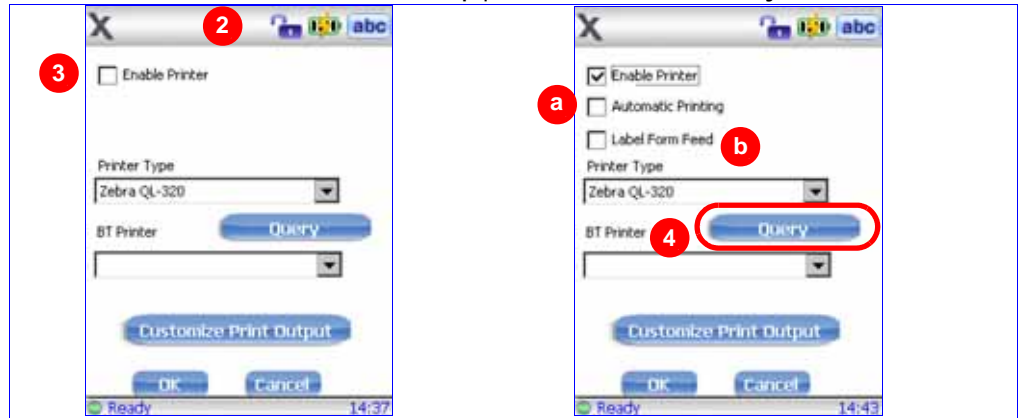 X 2 abc
3 Enable Printer
Printer Type
Zebra QL-320
BT Printer Query
Customize Print Output
OK Cancel
Ready 14:37
X abc
Enable Printer
a Automatic Printing
Label Form Feed b
Printer Type
Zebra QL-320
BT Printer 4 Query
Customize Print Output
OK Cancel
Ready 14:43